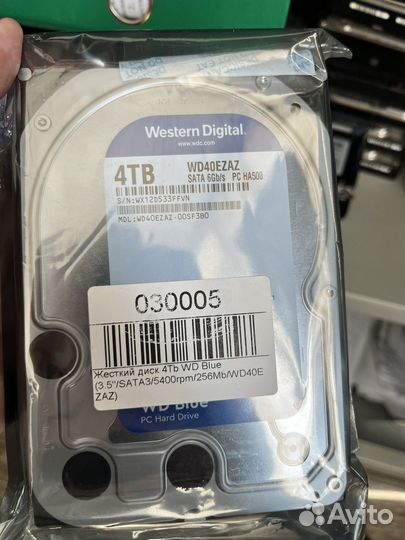 Western Digital
www.wdc.com
4TB
WD40EZAZ
SATA 6Gb/s PC HA500
S/N:WX12D533FFVN
MDL:WD40EZAZ-00SF3B0
030005
Жесткий диск 4Tb WD Blue
(3.5"/SATA3/5400rpm/256Mb/WD40E
ZAZ)
WD Blue
PC Hard Drive
Avito